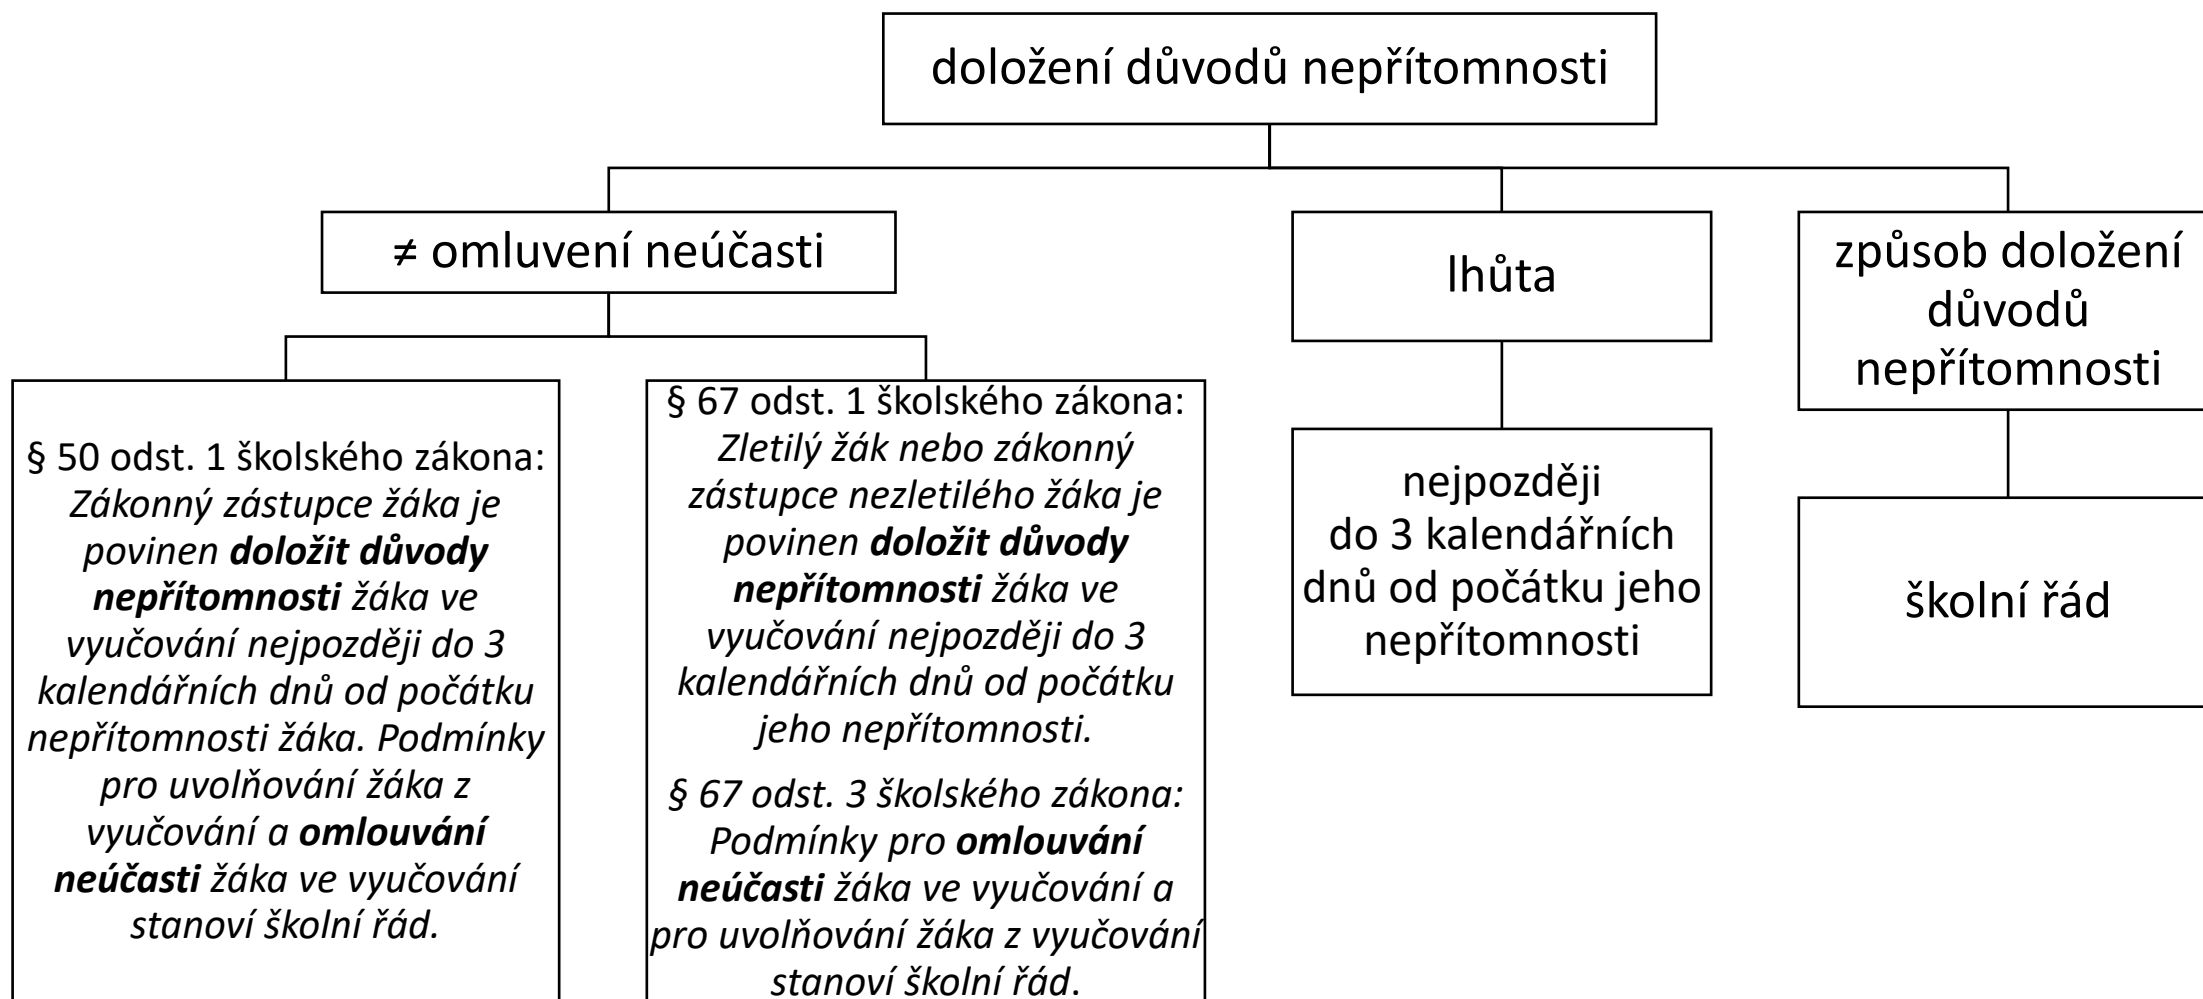 doložení důvodů nepřítomnosti
≠ omluvení neúčasti
§ 50 odst. 1 školského zákona:
Zákonný zástupce žáka je
povinen doložit důvody
nepřítomnosti žáka ve
vyučování nejpozději do 3
kalendářních dnů od počátku
nepřítomnosti žáka. Podmínky
pro uvolňování žáka z
vyučování a omlouvání
neúčasti žáka ve vyučování
stanoví školní řád.
§ 67 odst. 1 školského zákona:
Zletilý žák nebo zákonný
zástupce nezletilého žáka je
povinen doložit důvody
nepřítomnosti žáka ve
vyučování nejpozději do 3
kalendářních dnů od počátku
jeho nepřítomnosti.
§ 67 odst. 3 školského zákona:
Podmínky pro omlouvání
neúčasti žáka ve vyučování a
pro uvolňování žáka z vyučování
stanoví školní řád.
lhůta
nejpozději
do 3 kalendářních
dnů od počátku jeho
nepřítomnosti
způsob doložení
důvodů
nepřítomnosti
školní řád